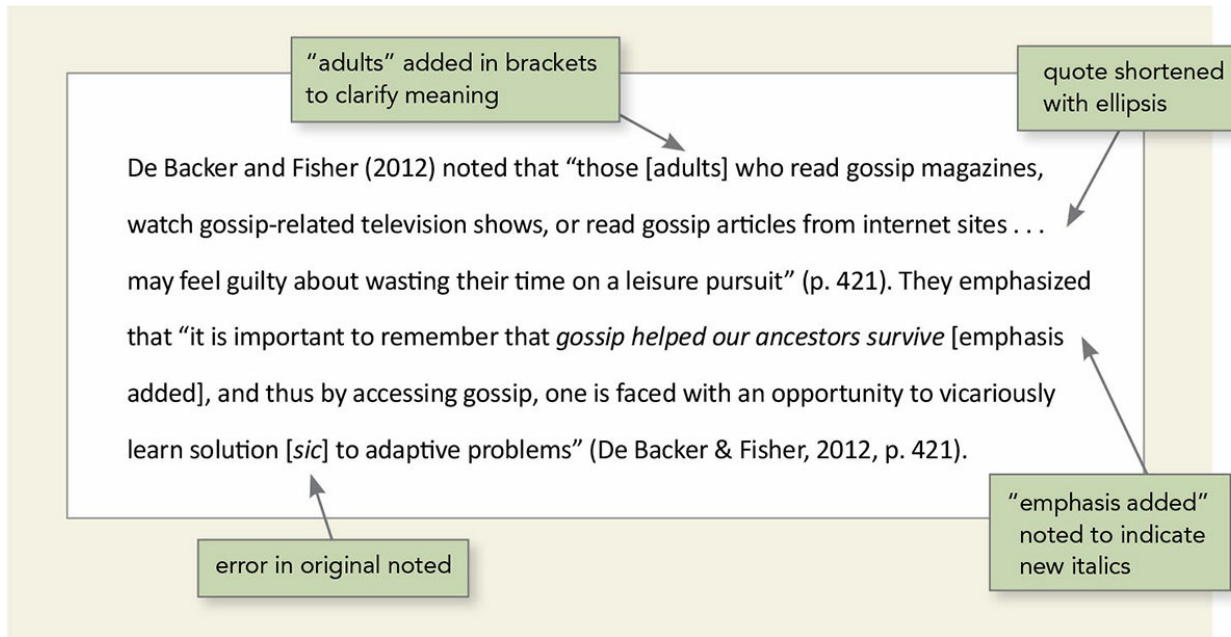 “adults” added in brackets
to clarify meaning
quote shortened
with ellipsis
De Backer and Fisher (2012) noted that “those [adults] who read gossip magazines,
watch gossip-related television shows, or read gossip articles from internet sites . . .
may feel guilty about wasting their time on a leisure pursuit” (p. 421). They emphasized
that “it is important to remember that gossip helped our ancestors survive [emphasis
added], and thus by accessing gossip, one is faced with an opportunity to vicariously
learn solution [sic] to adaptive problems” (De Backer & Fisher, 2012, p. 421).
“emphasis added”
noted to indicate
new italics
error in original noted